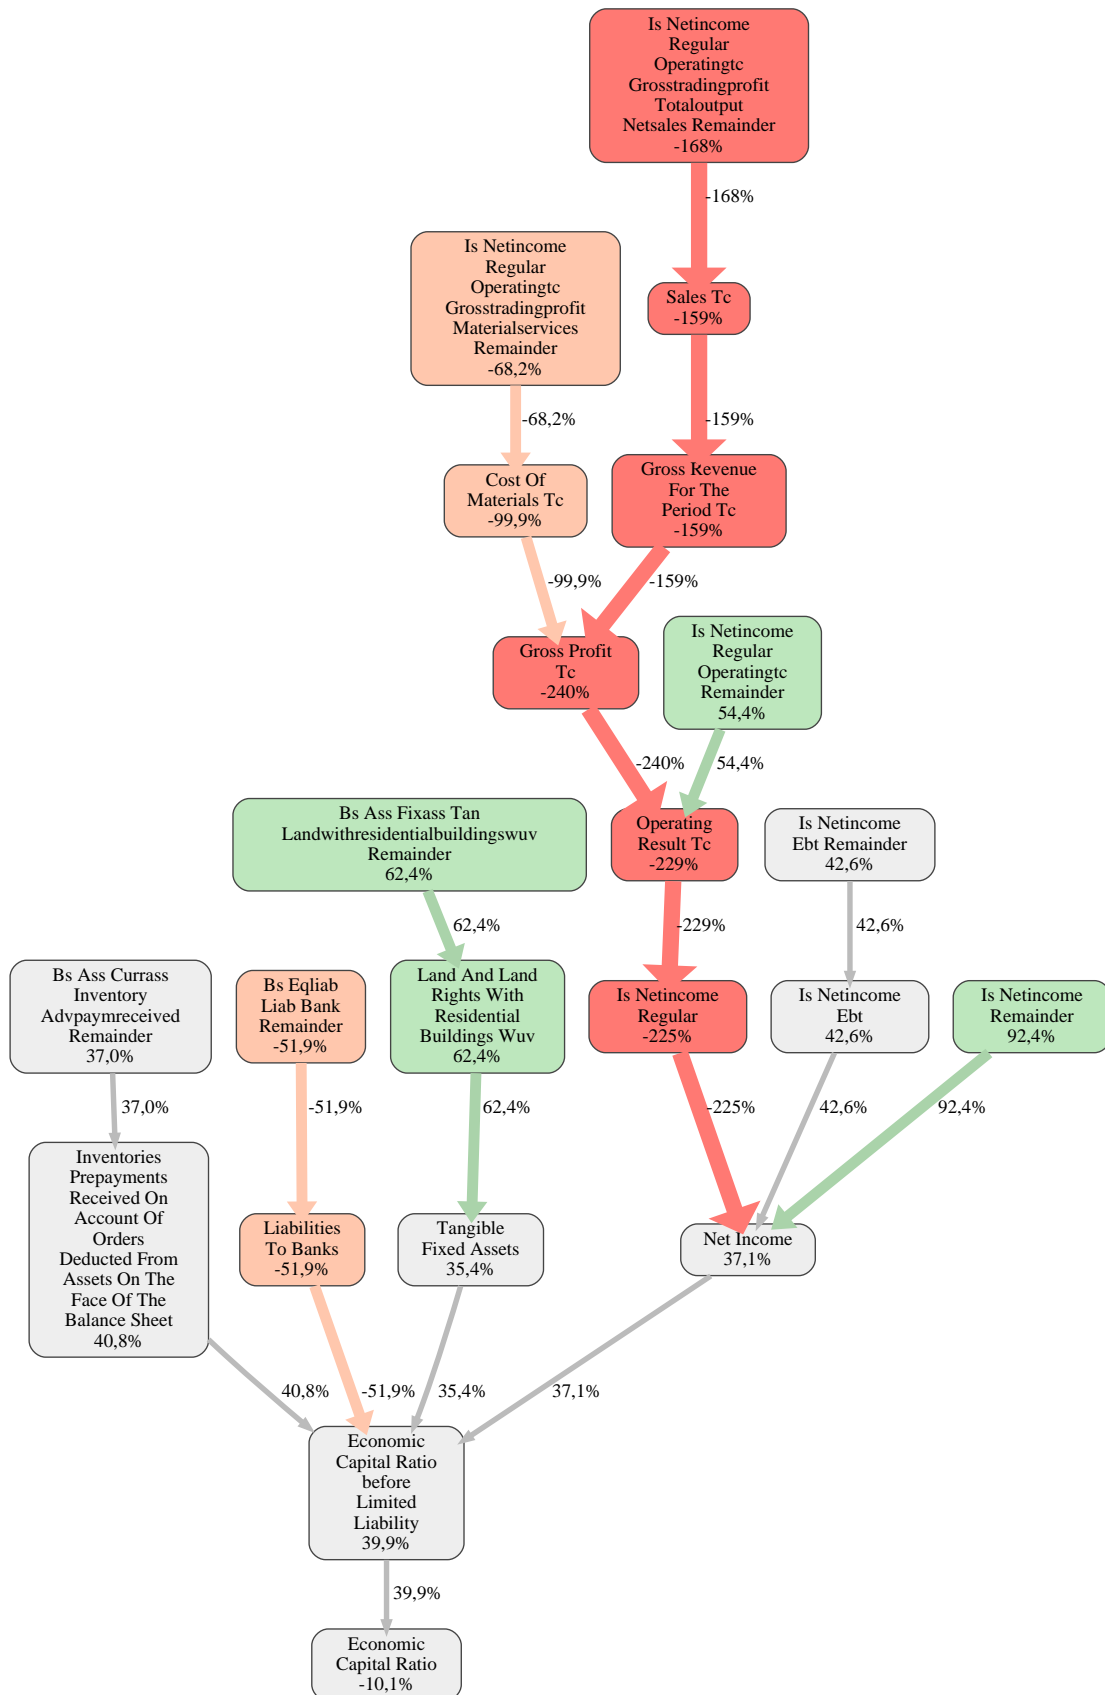 Is Netincome
Regular
Operatingtc
Grosstradingprofit
Totaloutput
Netsales Remainder
-168%
-168%
Is Netincome
Regular
Operatingtc
Grosstradingprofit
Materialservices
Remainder
-68,2%
Sales Tc
-159%
-68,2%
-159%
Cost Of
Materials Tc
-99,9%
Gross Revenue
For The
Period Tc
-159%
-99,9%
-159%
Gross Profit
Tc
-240%
Is Netincome
Regular
Operatingtc
Remainder
54,4%
-240%
54,4%
Bs Ass Fixass Tan
Landwithresidentialbuildingswuv
Remainder
62,4%
Operating
Result Tc
-229%
Is Netincome
Ebt Remainder
42,6%
62,4%
-229%
42,6%
Bs Ass Currass
Inventory
Advpaymreceived
Remainder
37,0%
Bs Eqliab
Liab Bank
Remainder
-51,9%
Land And Land
Rights With
Residential
Buildings Wuv
62,4%
Is Netincome
Regular
-225%
Is Netincome
Ebt
42,6%
Is Netincome
Remainder
92,4%
37,0%
-51,9%
62,4%
-225%
42,6%
92,4%
Inventories
Prepayments
Received On
Account Of
Orders
Deducted From
Assets On The
Face Of The
Balance Sheet
40,8%
Liabilities
To Banks
-51,9%
Tangible
Fixed Assets
35,4%
Net Income
37,1%
40,8%
-51,9%
35,4%
37,1%
Economic
Capital Ratio
before
Limited
Liability
39,9%
39,9%
Economic
Capital Ratio
-10,1%